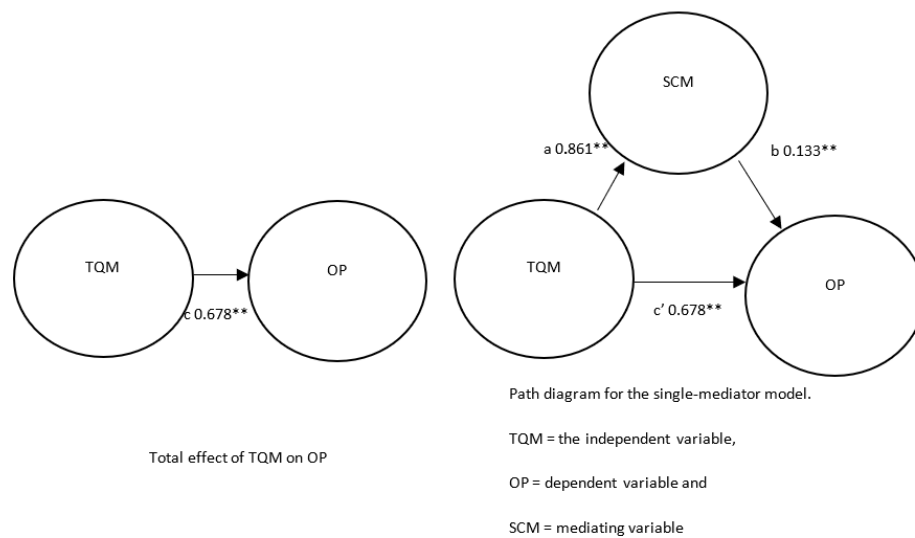 TQM
OP
c 0.678**
Total effect of TQM on OP
SCM
a 0.861**
b 0.133**
TQM
OP
c’ 0.678**
Path diagram for the single-mediator model.
TQM = the independent variable,
OP = dependent variable and
SCM = mediating variable